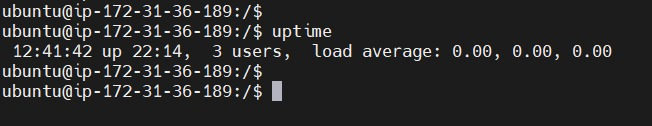 ubuntu@ip-172-31-36-189:/$
ubuntu@ip-172-31-36-189:/$ uptime
 12:41:42 up 22:14,  3 users,  load average: 0.00, 0.00, 0.00
ubuntu@ip-172-31-36-189:/$
ubuntu@ip-172-31-36-189:/$